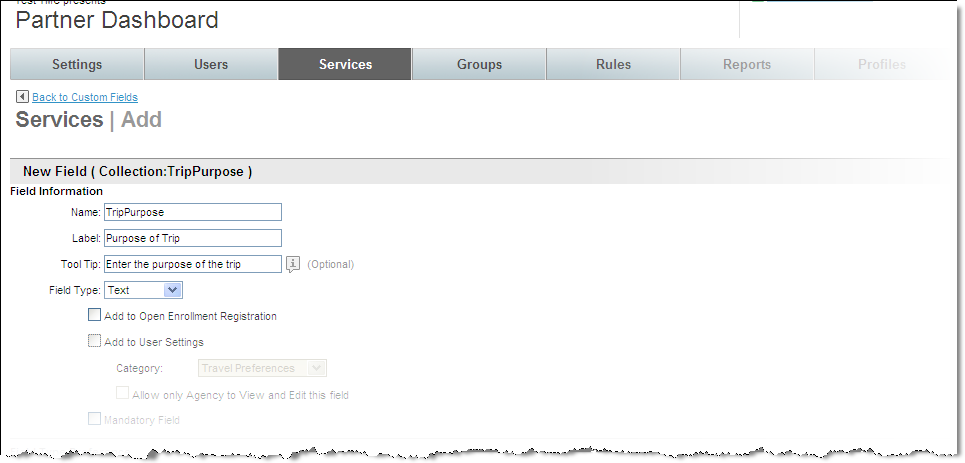 Partner Dashboard
Settings Users Services Groups Rules Reports Profiles
Back to Custom Fields
Services | Add
New Field ( Collection:TripPurpose )
Field Information
Name: TripPurpose
Label: Purpose of Trip
Tool Tip: Enter the purpose of the trip (Optional)
Field Type: Text
Add to Open Enrollment Registration
Add to User Settings
Category: Travel Preferences
Allow only Agency to View and Edit this field
Mandatory Field